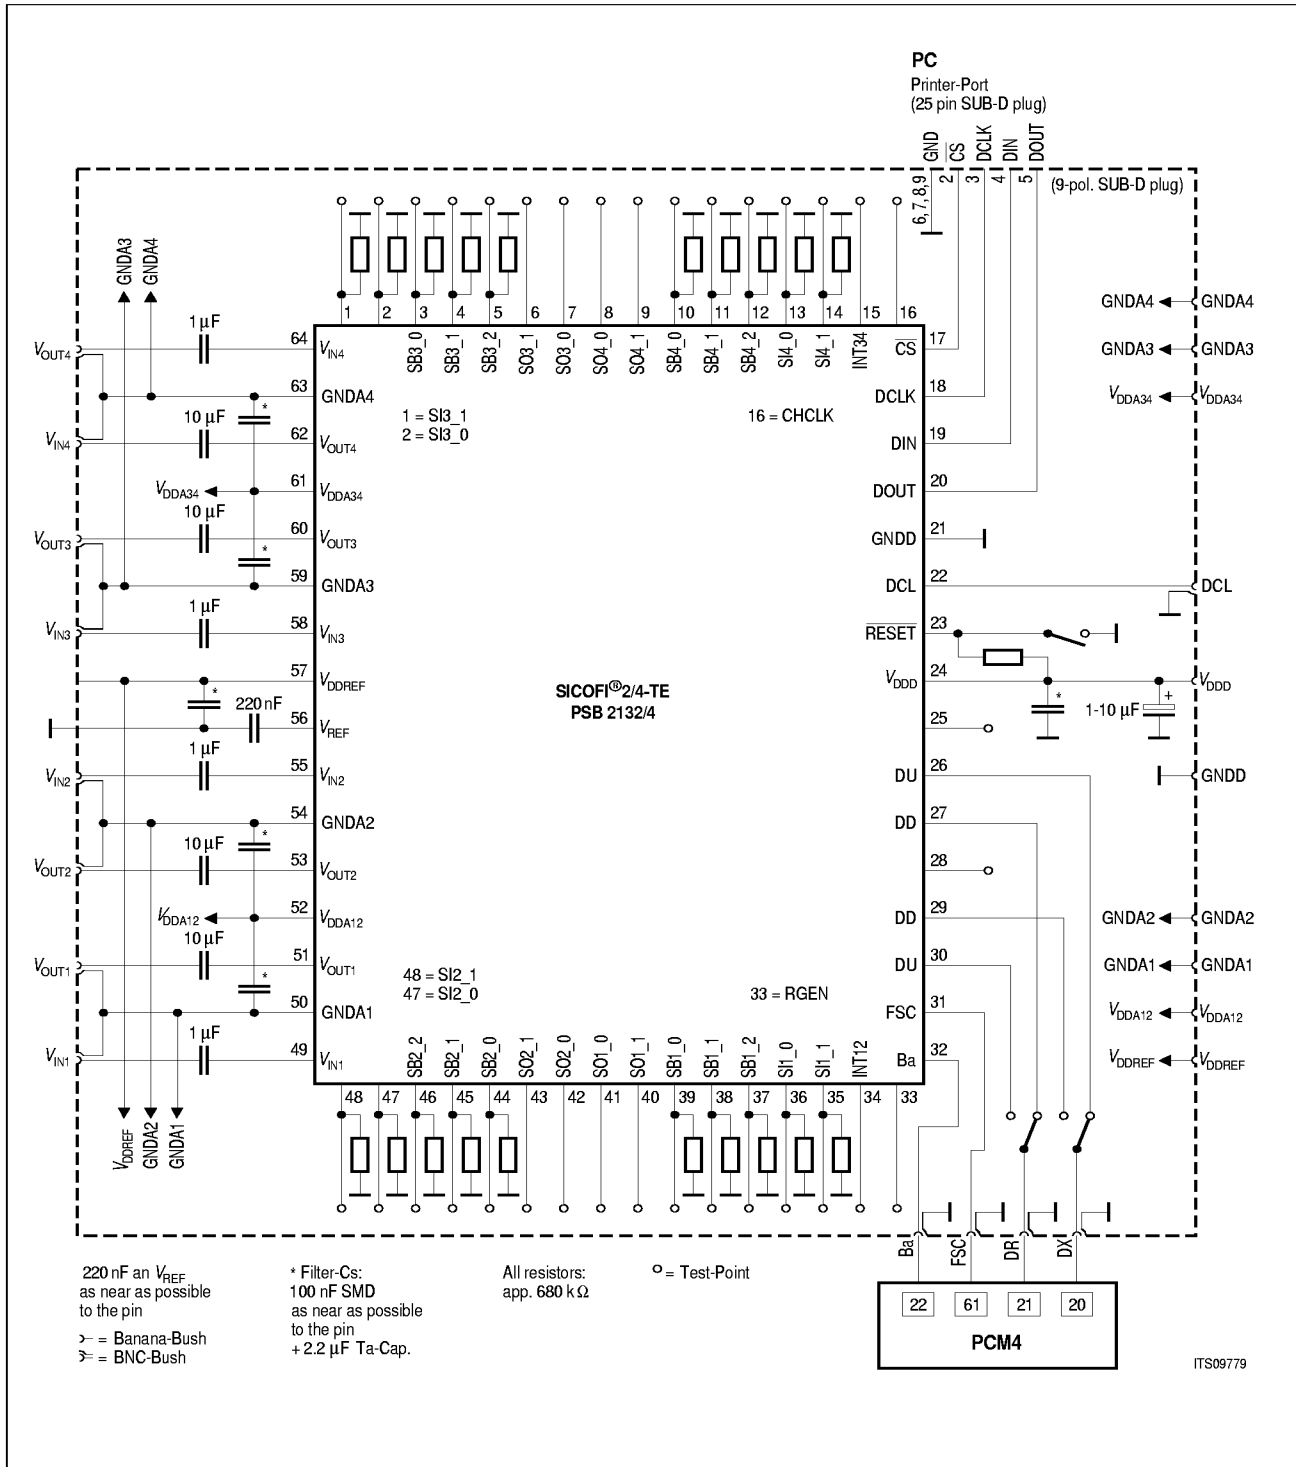 PC
Printer-Port
(25 pin SUB-D plug)
GND
CS
DCLK
DIN
DOUT
6, 7, 8, 9
2
3
4
5
(9-pol. SUB-D plug)
GNDA3
GNDA4
1 2 3 4 5 6 7 8 9 10 11 12 13 14 15 16
SB3_0
SB3_1
SB3_2
SO3_1
SO3_0
SO4_0
SO4_1
SB4_0
SB4_1
SB4_2
SI4_0
SI4_1
INT34
1 = SI3_1
2 = SI3_0
16 = CHCLK
VOUT4 1 µF 64 VIN4
63 GNDA4
*
VIN4 10 µF 62 VOUT4
VDDA34 61 VDDA34
VOUT3 10 µF 60 VOUT3
*
59 GNDA3
VIN3 1 µF 58 VIN3
57 VDDREF
*
220 nF 56 VREF
VIN2 1 µF 55 VIN2
54 GNDA2
*
VOUT2 10 µF 53 VOUT2
VDDA12 52 VDDA12
VOUT1 10 µF 51 VOUT1
*
50 GNDA1
VIN1 1 µF 49 VIN1
VDDREF
GNDA2
GNDA1
SICOFI®2/4-TE
PSB 2132/4
CS 17
DCLK 18
DIN 19
DOUT 20
GNDD 21
DCL 22 DCL
RESET 23
VDDD 24 VDDD
* 1-10 µF +
25
DU 26 GNDD
DD 27
28
DD 29
DU 30
FSC 31
Ba 32
GNDA4 GNDA4
GNDA3 GNDA3
VDDA34 VDDA34
GNDA2 GNDA2
GNDA1 GNDA1
VDDA12 VDDA12
VDDREF VDDREF
48 = SI2_1
47 = SI2_0
33 = RGEN
SB2_2
SB2_1
SB2_0
SO2_1
SO2_0
SO1_0
SO1_1
SB1_0
SB1_1
SB1_2
SI1_0
SI1_1
INT12
48 47 46 45 44 43 42 41 40 39 38 37 36 35 34 33
Ba
FSC
DR
DX
22 61 21 20
PCM4
220 nF an VREF
as near as possible
to the pin
= Banana-Bush
= BNC-Bush
* Filter-Cs:
100 nF SMD
as near as possible
to the pin
+ 2.2 µF Ta-Cap.
All resistors:
app. 680 k Ω
= Test-Point
ITS09779